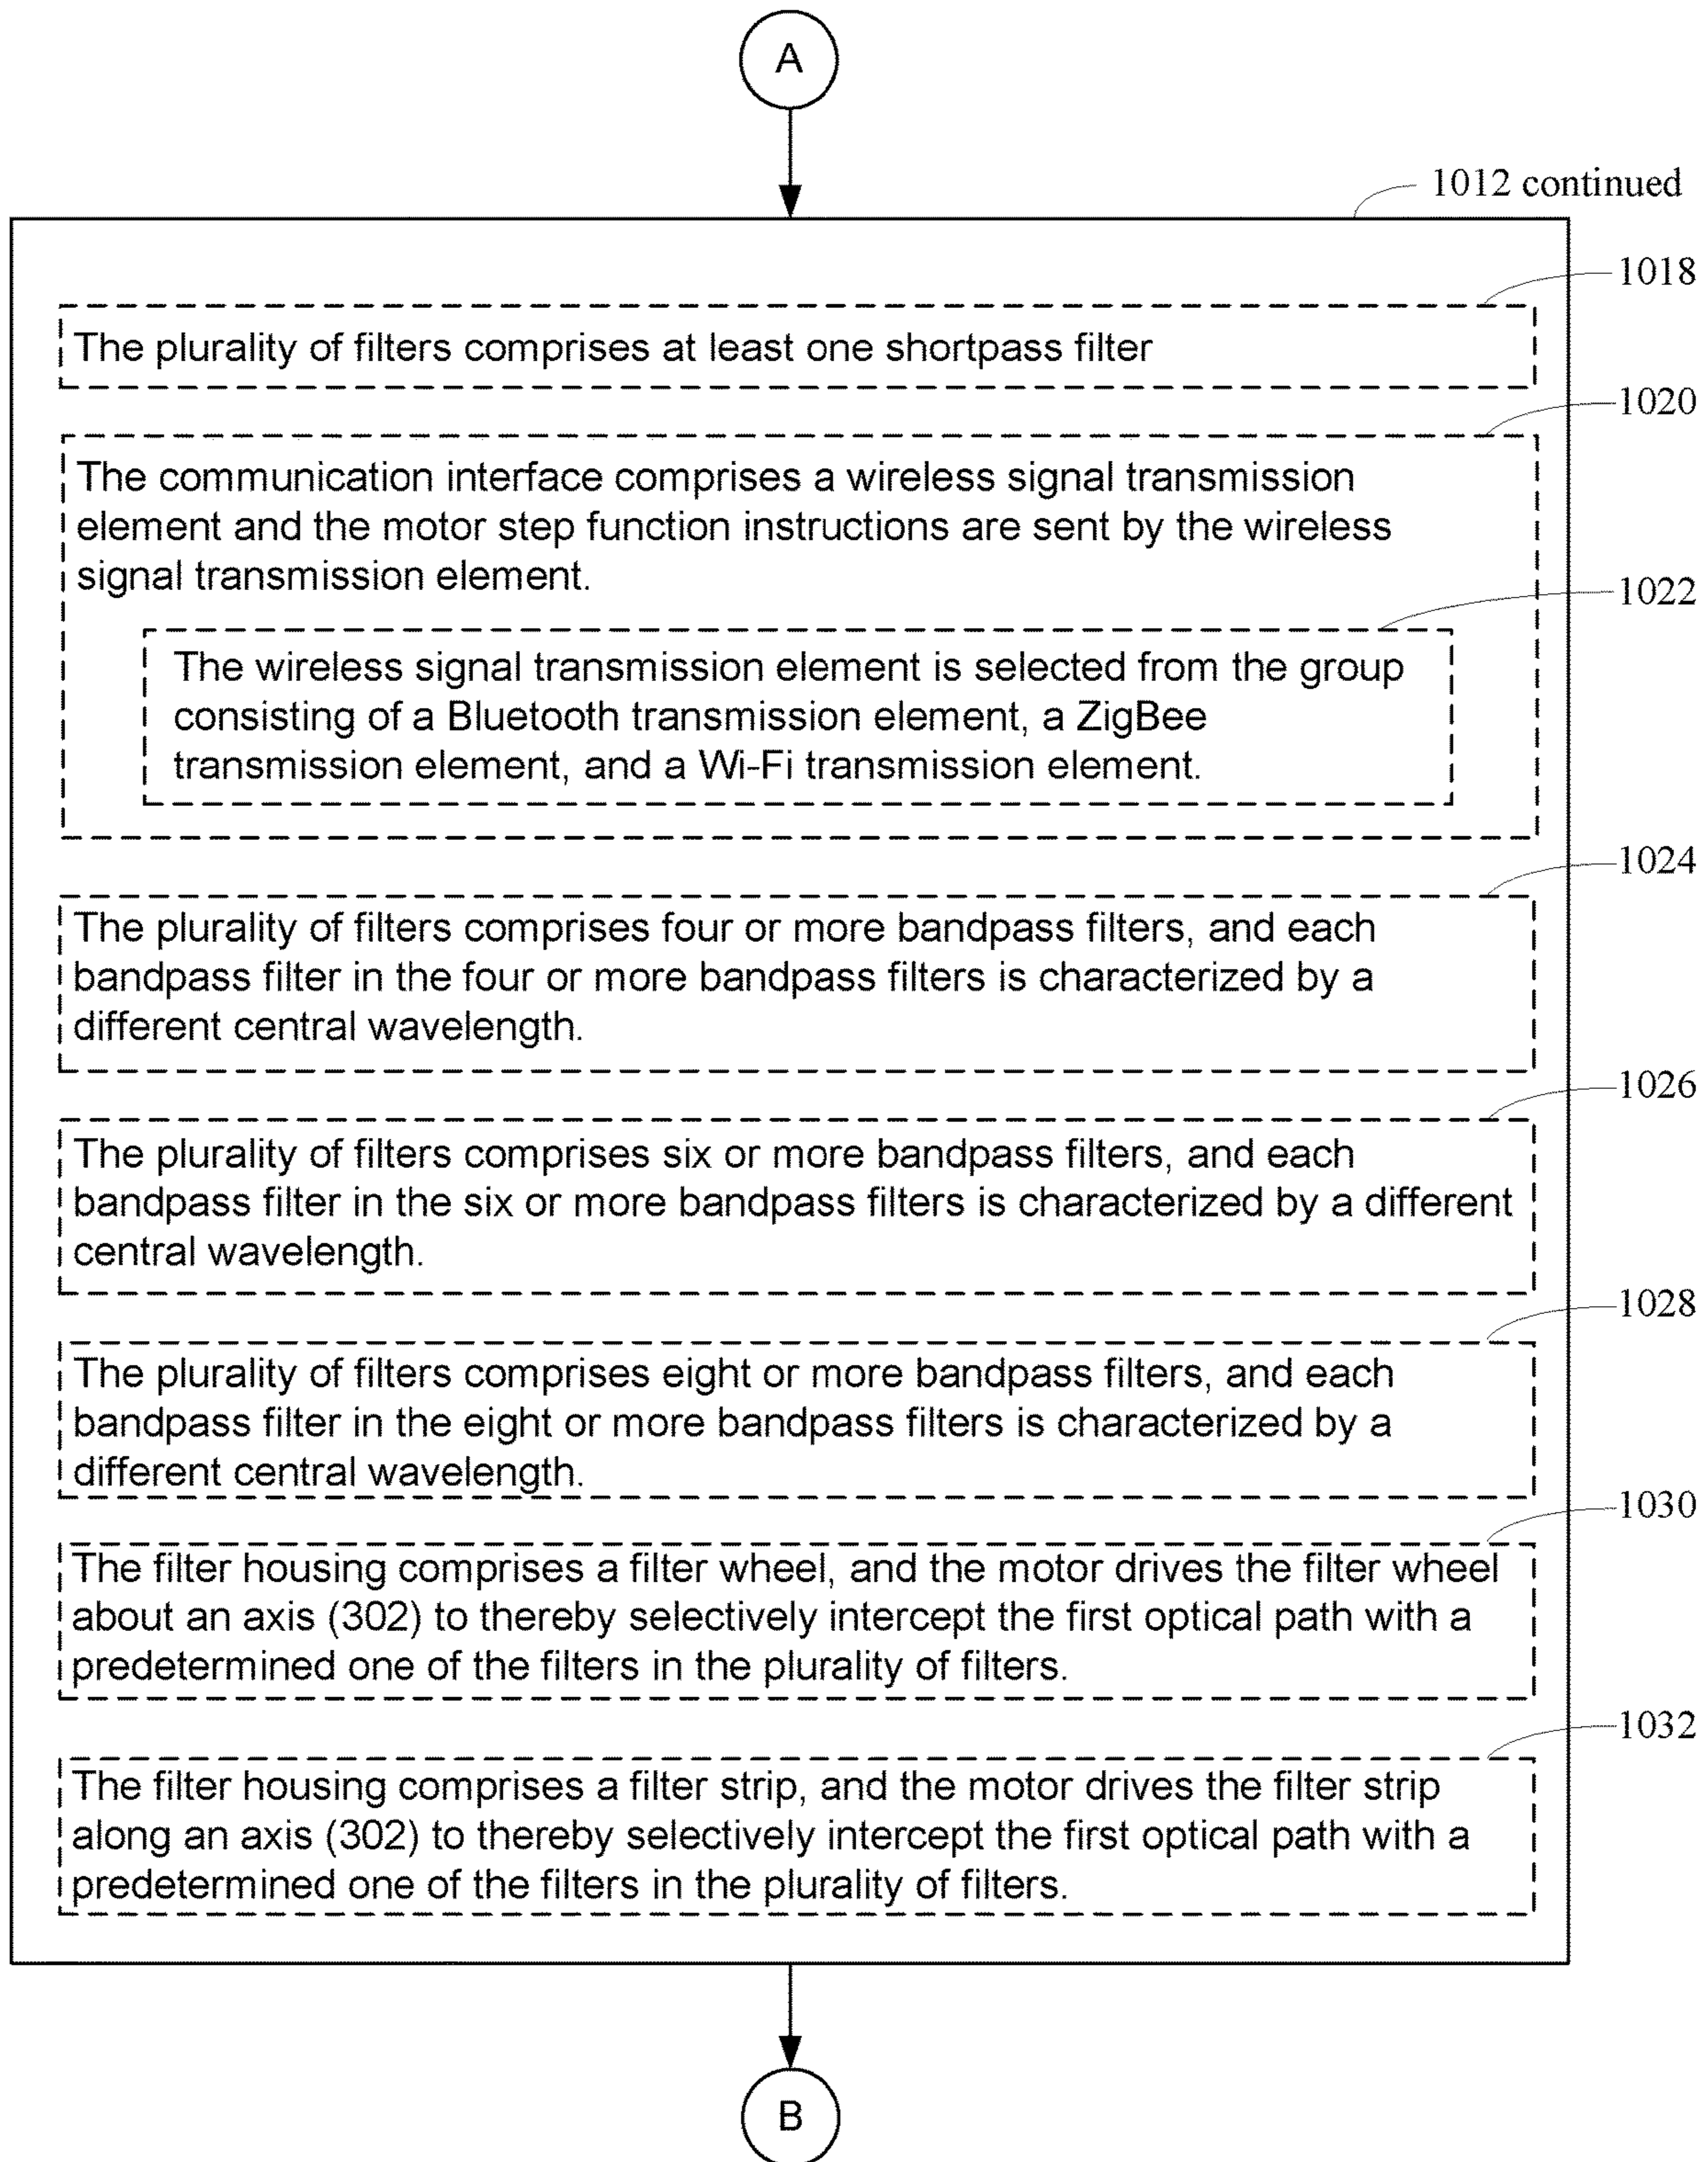 A
1012 continued
1018
The plurality of filters comprises at least one shortpass filter
1020
The communication interface comprises a wireless signal transmission
element and the motor step function instructions are sent by the wireless
signal transmission element.
1022
The wireless signal transmission element is selected from the group
consisting of a Bluetooth transmission element, a ZigBee
transmission element, and a Wi-Fi transmission element.
1024
The plurality of filters comprises four or more bandpass filters, and each
bandpass filter in the four or more bandpass filters is characterized by a
different central wavelength.
1026
The plurality of filters comprises six or more bandpass filters, and each
bandpass filter in the six or more bandpass filters is characterized by a different
central wavelength.
1028
The plurality of filters comprises eight or more bandpass filters, and each
bandpass filter in the eight or more bandpass filters is characterized by a
different central wavelength.
1030
The filter housing comprises a filter wheel, and the motor drives the filter wheel
about an axis (302) to thereby selectively intercept the first optical path with a
predetermined one of the filters in the plurality of filters.
1032
The filter housing comprises a filter strip, and the motor drives the filter strip
along an axis (302) to thereby selectively intercept the first optical path with a
predetermined one of the filters in the plurality of filters.
B